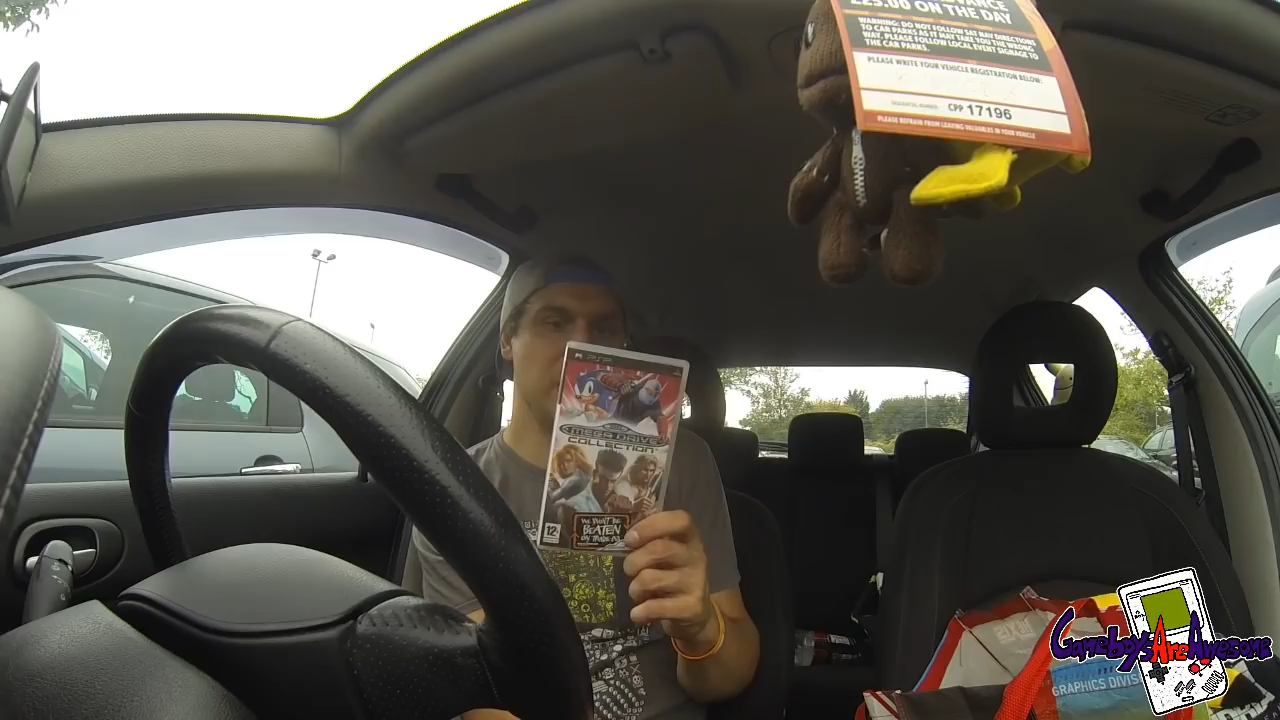 £25.00 ON THE DAY
WARNING: DO NOT FOLLOW SAT NAV DIRECTIONS
TO CAR PARKS AS IT MAY TAKE YOU THE WRONG
WAY. PLEASE FOLLOW LOCAL EVENT SIGNAGE TO
THE CAR PARKS.
PLEASE WRITE YOUR VEHICLE REGISTRATION BELOW:
CPP 17196
PLEASE REFRAIN FROM LEAVING VALUABLES IN YOUR VEHICLE
PSP
MEGA DRIVE
COLLECTION
12
WE WON'T BE
BEATEN
ON TRADE-INS
GameboysAreAwesome
GRAPHICS DIVIS